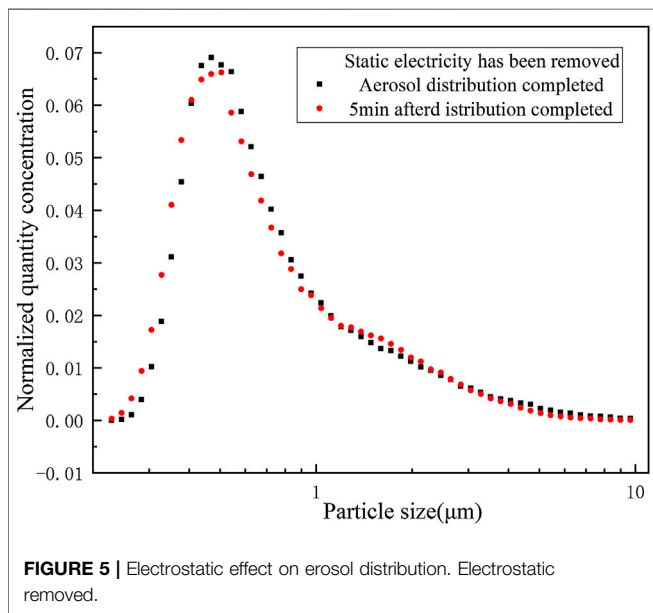 0.07
0.06
0.05
0.04
0.03
0.02
0.01
0.00
-0.01
Normalized quantity concentration
Static electricity has been removed
Aerosol distribution completed
5min afterd istribution completed
1
10
Particle size(μm)
FIGURE 5 | Electrostatic effect on erosol distribution. Electrostatic
removed.